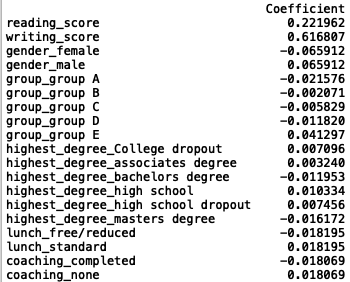 Coefficient
reading_score 0.221962
writing_score 0.616807
gender_female -0.065912
gender_male 0.065912
group_group A -0.021576
group_group B -0.002071
group_group C -0.005829
group_group D -0.011820
group_group E 0.041297
highest_degree_College dropout 0.007096
highest_degree_associates degree 0.003240
highest_degree_bachelors degree -0.011953
highest_degree_high school 0.010334
highest_degree_high school dropout 0.007456
highest_degree_masters degree -0.016172
lunch_free/reduced -0.018195
lunch_standard 0.018195
coaching_completed -0.018069
coaching_none 0.018069